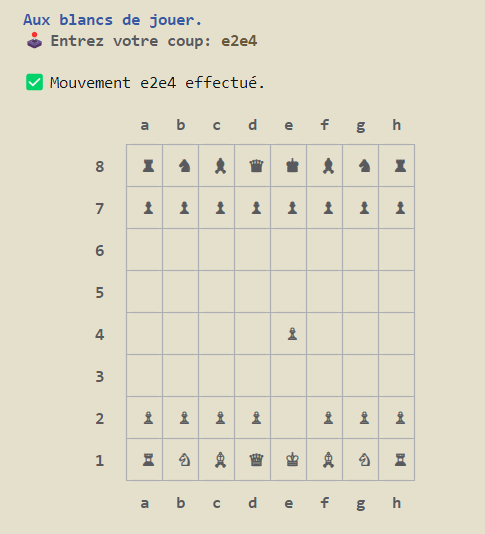 Aux blancs de jouer.
🕹️ Entrez votre coup: e2e4
✅ Mouvement e2e4 effectué.
a b c d e f g h
8 ♜ ♞ ♝ ♛ ♚ ♝ ♞ ♜
7 ♟ ♟ ♟ ♟ ♟ ♟ ♟ ♟
6
5
4 ♙
3
2 ♙ ♙ ♙ ♙ ♙ ♙ ♙
1 ♖ ♘ ♗ ♕ ♔ ♗ ♘ ♖
a b c d e f g h